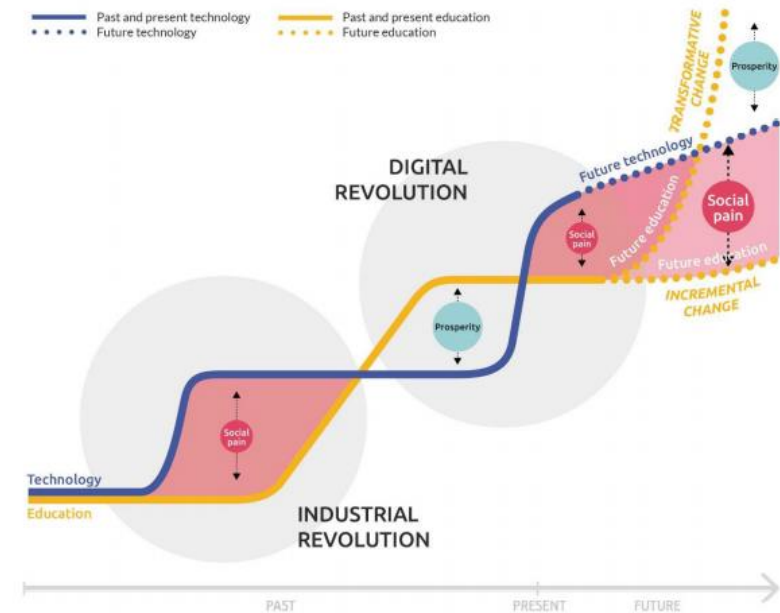 Past and present technology
Future technology
Past and present education
Future education
TRANSFORMATIVE
CHANGE
Prosperity
DIGITAL
REVOLUTION
Future technology
Social
pain
Future education
Social
pain
Future education
INCREMENTAL
CHANGE
Prosperity
Social
pain
Technology
Education
INDUSTRIAL
REVOLUTION
PAST
PRESENT
FUTURE